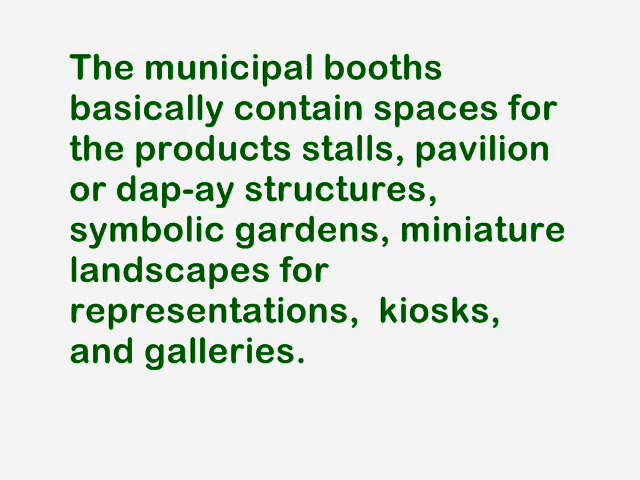 The municipal booths
basically contain spaces for
the products stalls, pavilion
or dap-ay structures,
symbolic gardens, miniature
landscapes for
representations,  kiosks,
and galleries.